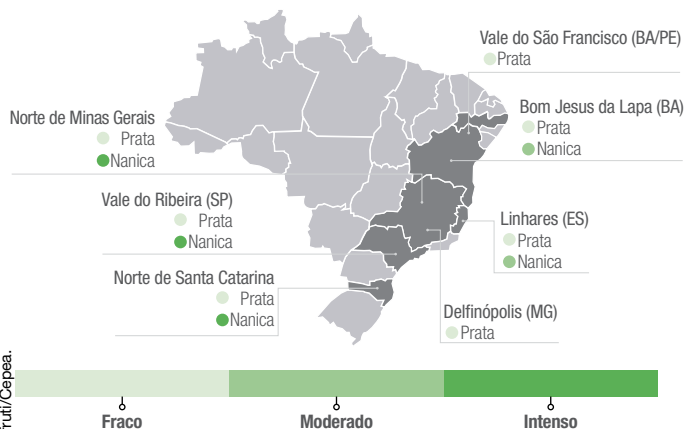 Vale do São Francisco (BA/PE)
Prata
Bom Jesus da Lapa (BA)
Prata
Nanica
Norte de Minas Gerais
Prata
Nanica
Vale do Ribeira (SP)
Prata
Nanica
Linhares (ES)
Prata
Nanica
Norte de Santa Catarina
Prata
Nanica
Delfinópolis (MG)
Prata
Fraco
Moderado
Intenso
fruti/Cepea.